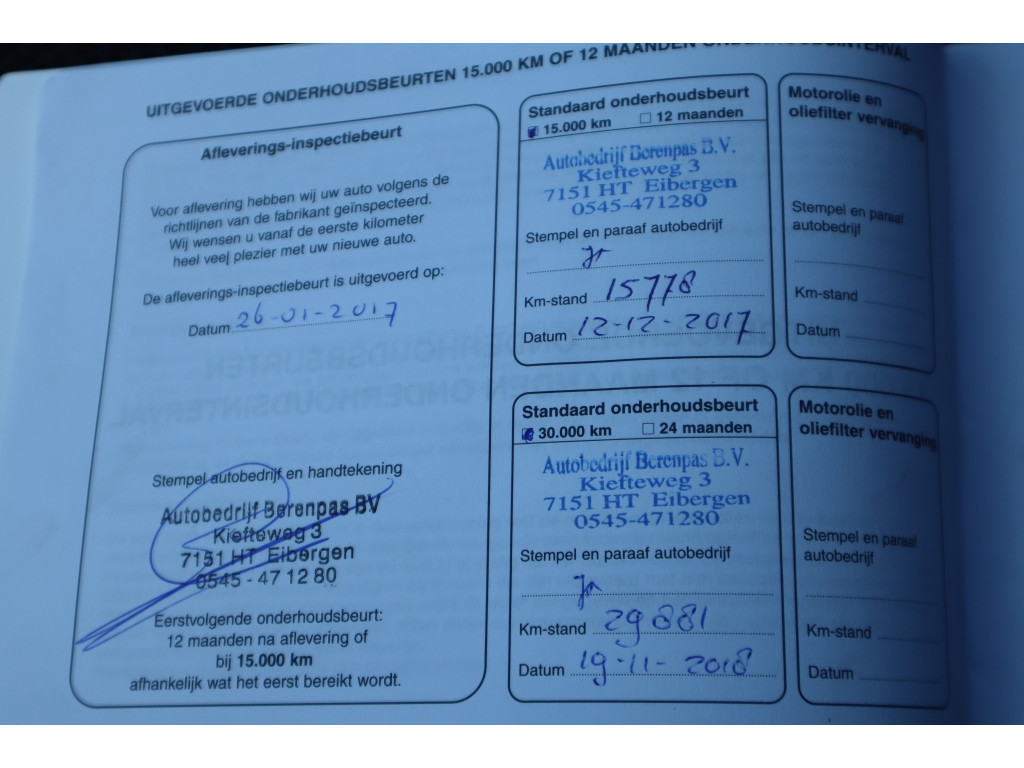 UITGEVOERDE ONDERHOUDSBEURTEN 15.000 KM OF 12 MAANDEN ONDERHOUDSINTERVAL
Afleverings-inspectiebeurt
Voor aflevering hebben wij uw auto volgens de
richtlijnen van de fabrikant geïnspecteerd.
Wij wensen u vanaf de eerste kilometer
heel veel plezier met uw nieuwe auto.
De afleverings-inspectiebeurt is uitgevoerd op:
Datum 26-01-2017
Stempel autobedrijf en handtekening
Autobedrijf Berenpas BV
Kiefteweg 3
7151 HT Eibergen
0545 - 47 12 80
Eerstvolgende onderhoudsbeurt:
12 maanden na aflevering of
bij 15.000 km
afhankelijk wat het eerst bereikt wordt.
Standaard onderhoudsbeurt
15.000 km 12 maanden
Autobedrijf Berenpas B.V.
Kiefteweg 3
7151 HT Eibergen
0545-471280
Stempel en paraaf autobedrijf
Km-stand 15778
Datum 12-12-2017
Motorolie en
oliefilter vervanging
Stempel en paraaf
autobedrijf
Km-stand
Datum
Standaard onderhoudsbeurt
30.000 km 24 maanden
Autobedrijf Berenpas B.V.
Kiefteweg 3
7151 HT Eibergen
0545-471280
Stempel en paraaf autobedrijf
Km-stand 29881
Datum 19-11-2018
Motorolie en
oliefilter vervanging
Stempel en paraaf
autobedrijf
Km-stand
Datum